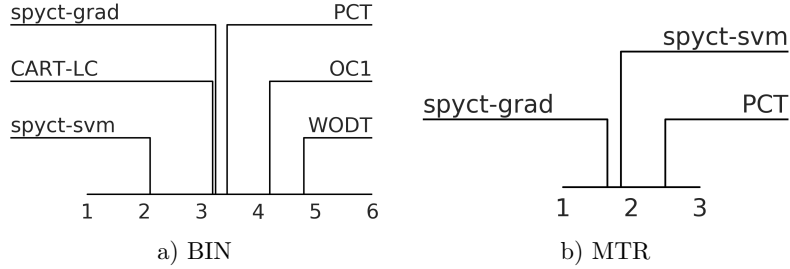 spyct-grad
PCT
CART-LC
OC1
spyct-svm
WODT
1 2 3 4 5 6
a) BIN
spyct-svm
spyct-grad
PCT
1 2 3
b) MTR